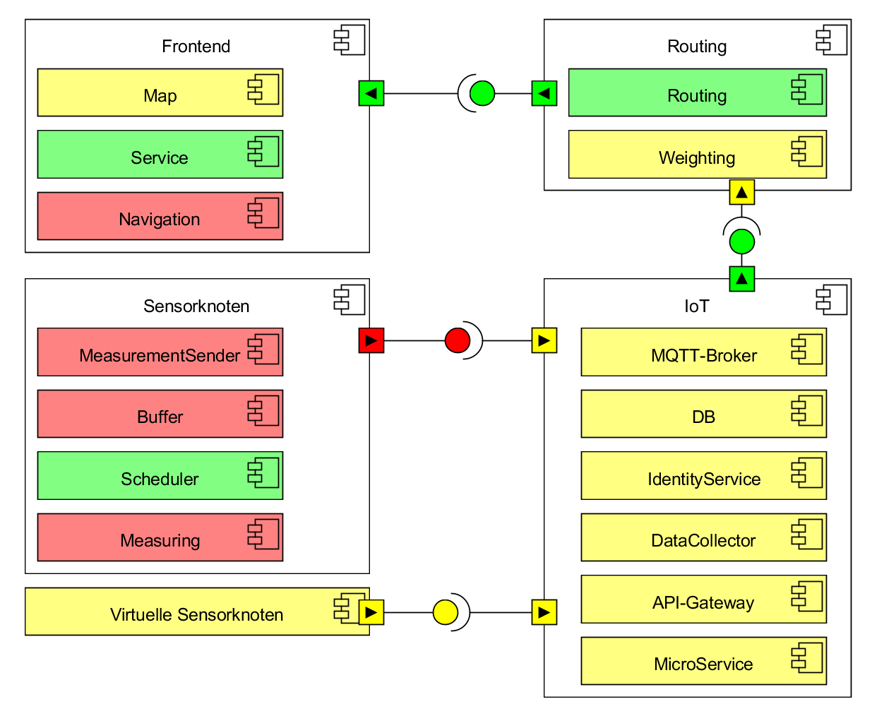 Frontend
Map
Service
Navigation
Routing
Routing
Weighting
Sensorknoten
MeasurementSender
Buffer
Scheduler
Measuring
Virtuelle Sensorknoten
IoT
MQTT-Broker
DB
IdentityService
DataCollector
API-Gateway
MicroService